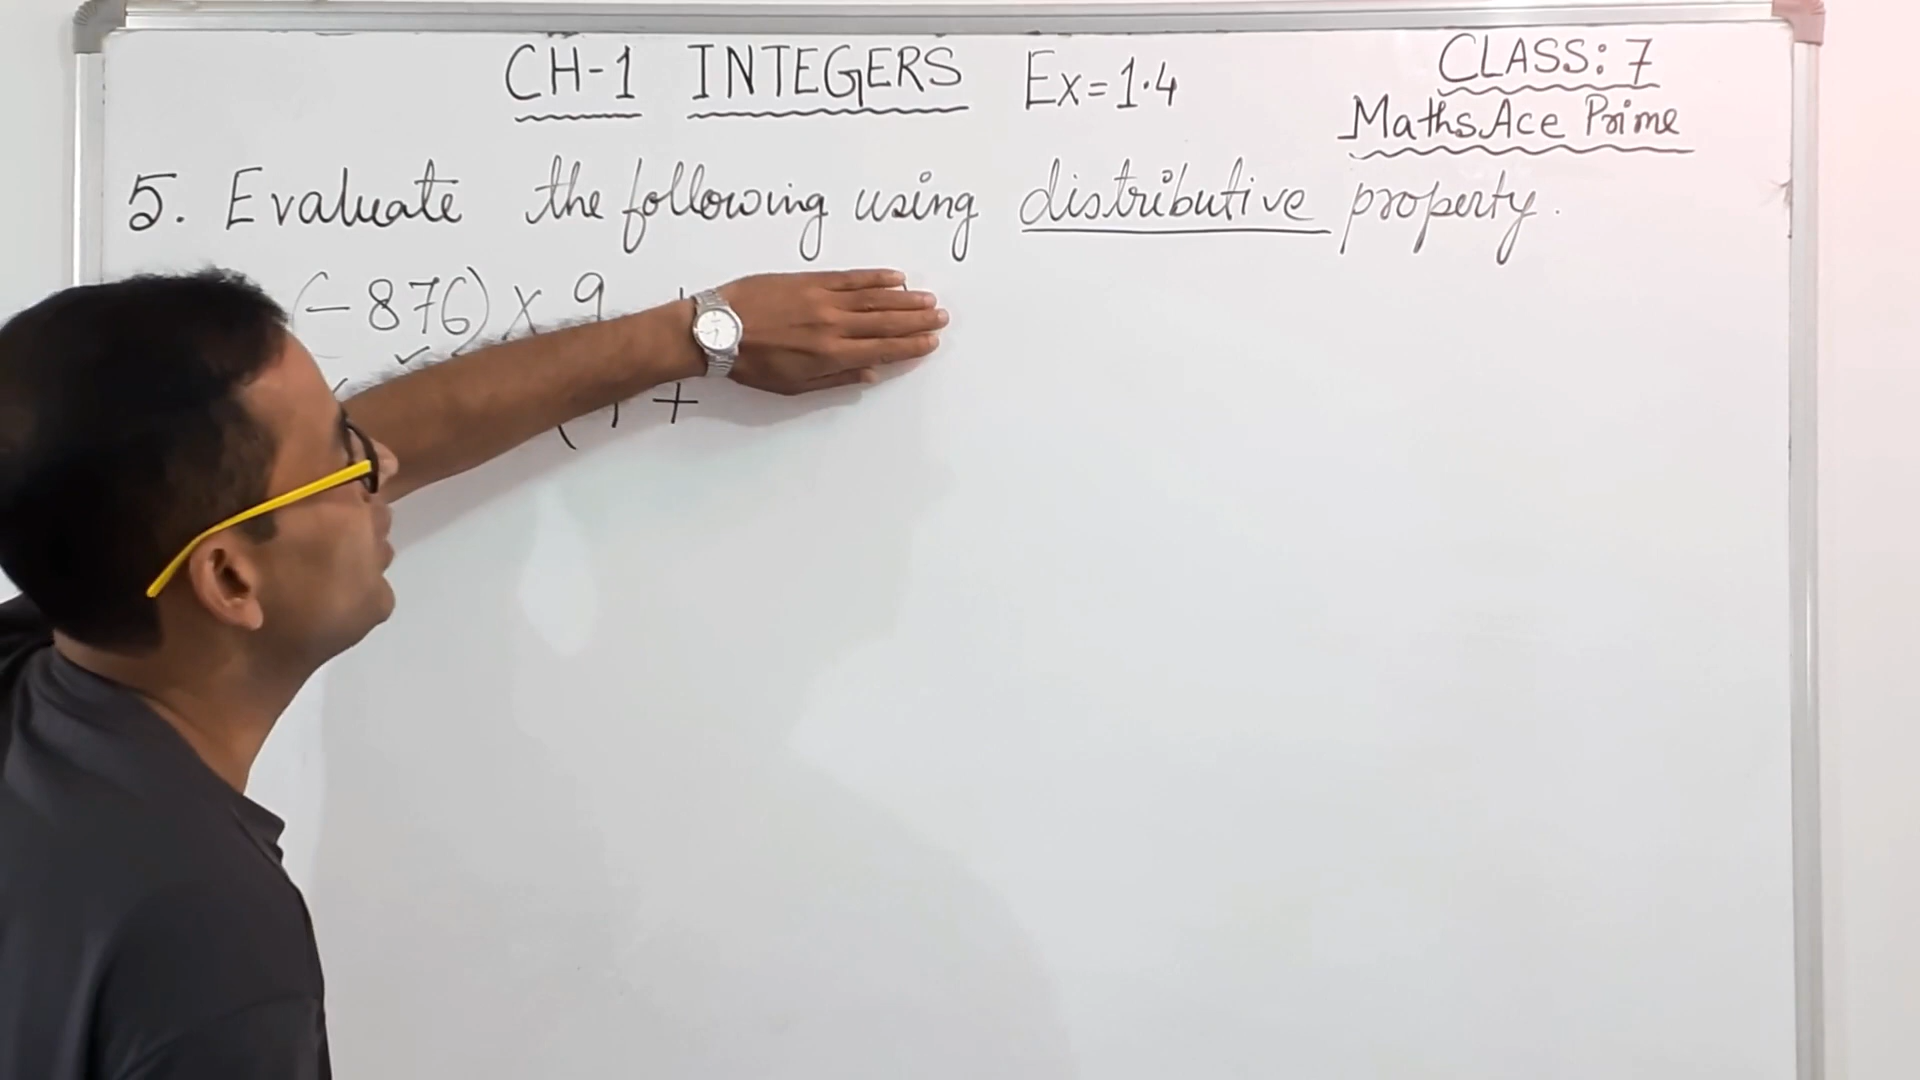 CH-1 INTEGERS Ex=1.4
CLASS: 7
Maths Ace Prime
5. Evaluate the following using distributive property.
(-876) × 9 +
( , +